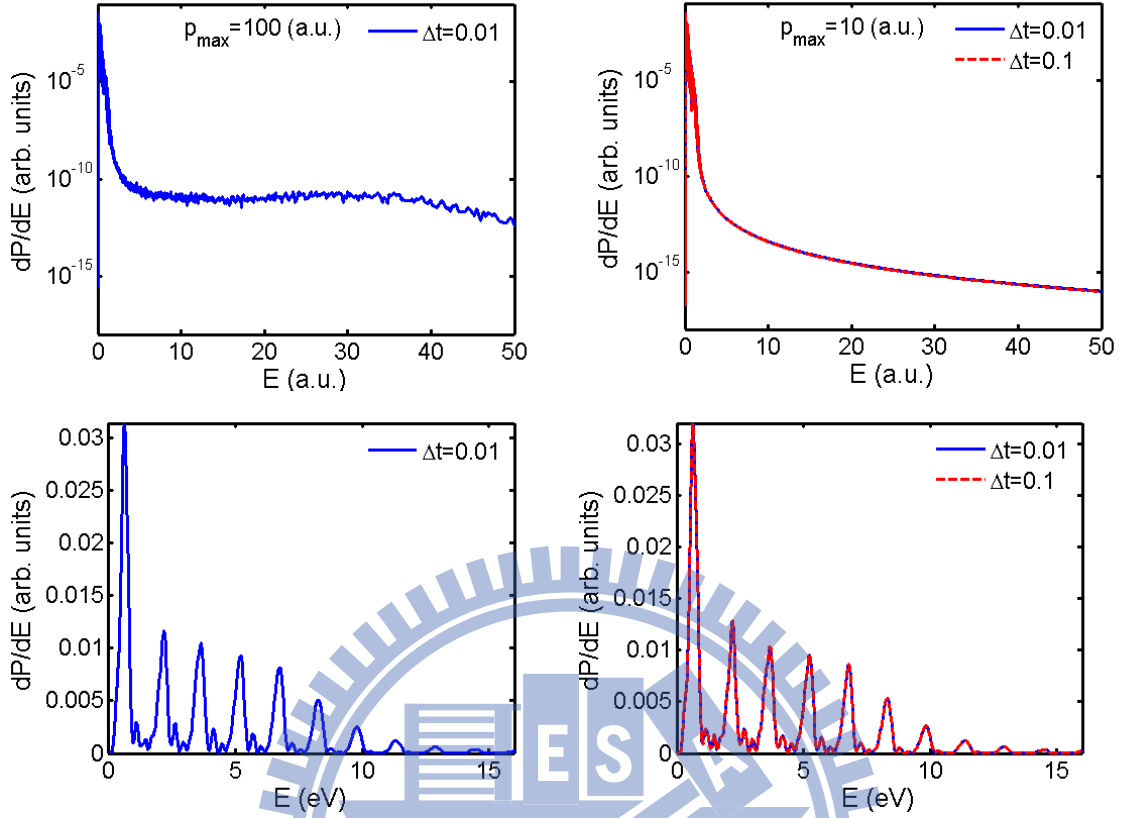 p_max=100 (a.u.)
Δt=0.01
dP/dE (arb. units)
10^-5
10^-10
10^-15
0 10 20 30 40 50
E (a.u.)
p_max=10 (a.u.)
Δt=0.01
Δt=0.1
dP/dE (arb. units)
10^-5
10^-10
10^-15
0 10 20 30 40 50
E (a.u.)
Δt=0.01
dP/dE (arb. units)
0.03
0.025
0.02
0.015
0.01
0.005
0
0 5 10 15
E (eV)
Δt=0.01
Δt=0.1
dP/dE (arb. units)
0.03
0.025
0.02
0.015
0.01
0.005
0
0 5 10 15
E (eV)
ESA